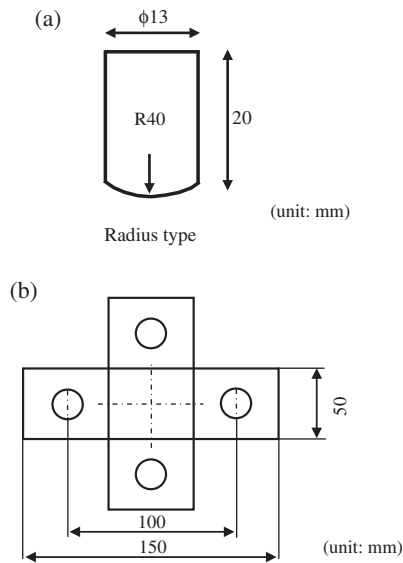 (a)
ϕ13
R40
20
(unit: mm)
Radius type
(b)
50
100
150
(unit: mm)